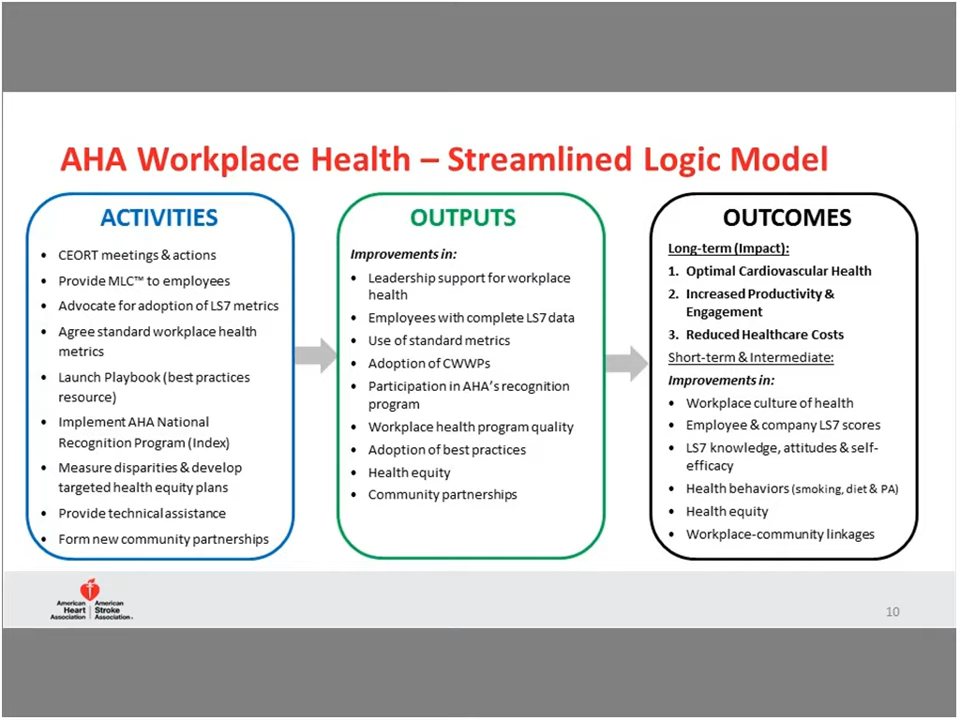 AHA Workplace Health – Streamlined Logic Model
ACTIVITIES
• CEORT meetings & actions
• Provide MLC™ to employees
• Advocate for adoption of LS7 metrics
• Agree standard workplace health
metrics
• Launch Playbook (best practices
resource)
• Implement AHA National
Recognition Program (Index)
• Measure disparities & develop
targeted health equity plans
• Provide technical assistance
• Form new community partnerships
OUTPUTS
Improvements in:
• Leadership support for workplace
health
• Employees with complete LS7 data
• Use of standard metrics
• Adoption of CWWPs
• Participation in AHA's recognition
program
• Workplace health program quality
• Adoption of best practices
• Health equity
• Community partnerships
OUTCOMES
Long-term (Impact):
1. Optimal Cardiovascular Health
2. Increased Productivity &
Engagement
3. Reduced Healthcare Costs
Short-term & Intermediate:
Improvements in:
• Workplace culture of health
• Employee & company LS7 scores
• LS7 knowledge, attitudes & self-
efficacy
• Health behaviors (smoking, diet & PA)
• Health equity
• Workplace-community linkages
American
Heart
Association
American
Stroke
Association®
10